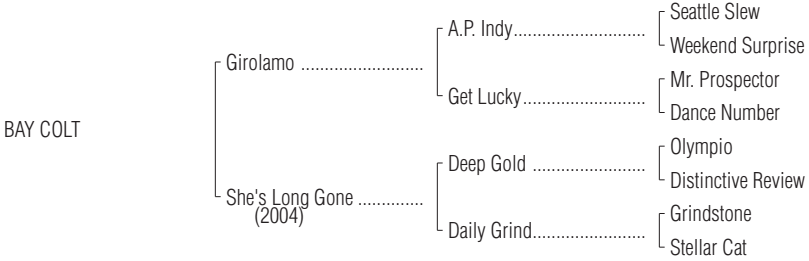 Seattle Slew
A.P. Indy..............................
Weekend Surprise
Girolamo ...........................
Mr. Prospector
Get Lucky...........................
Dance Number
BAY COLT
Olympio
Deep Gold .........................
Distinctive Review
She's Long Gone ..............
(2004)
Grindstone
Daily Grind.........................
Stellar Cat